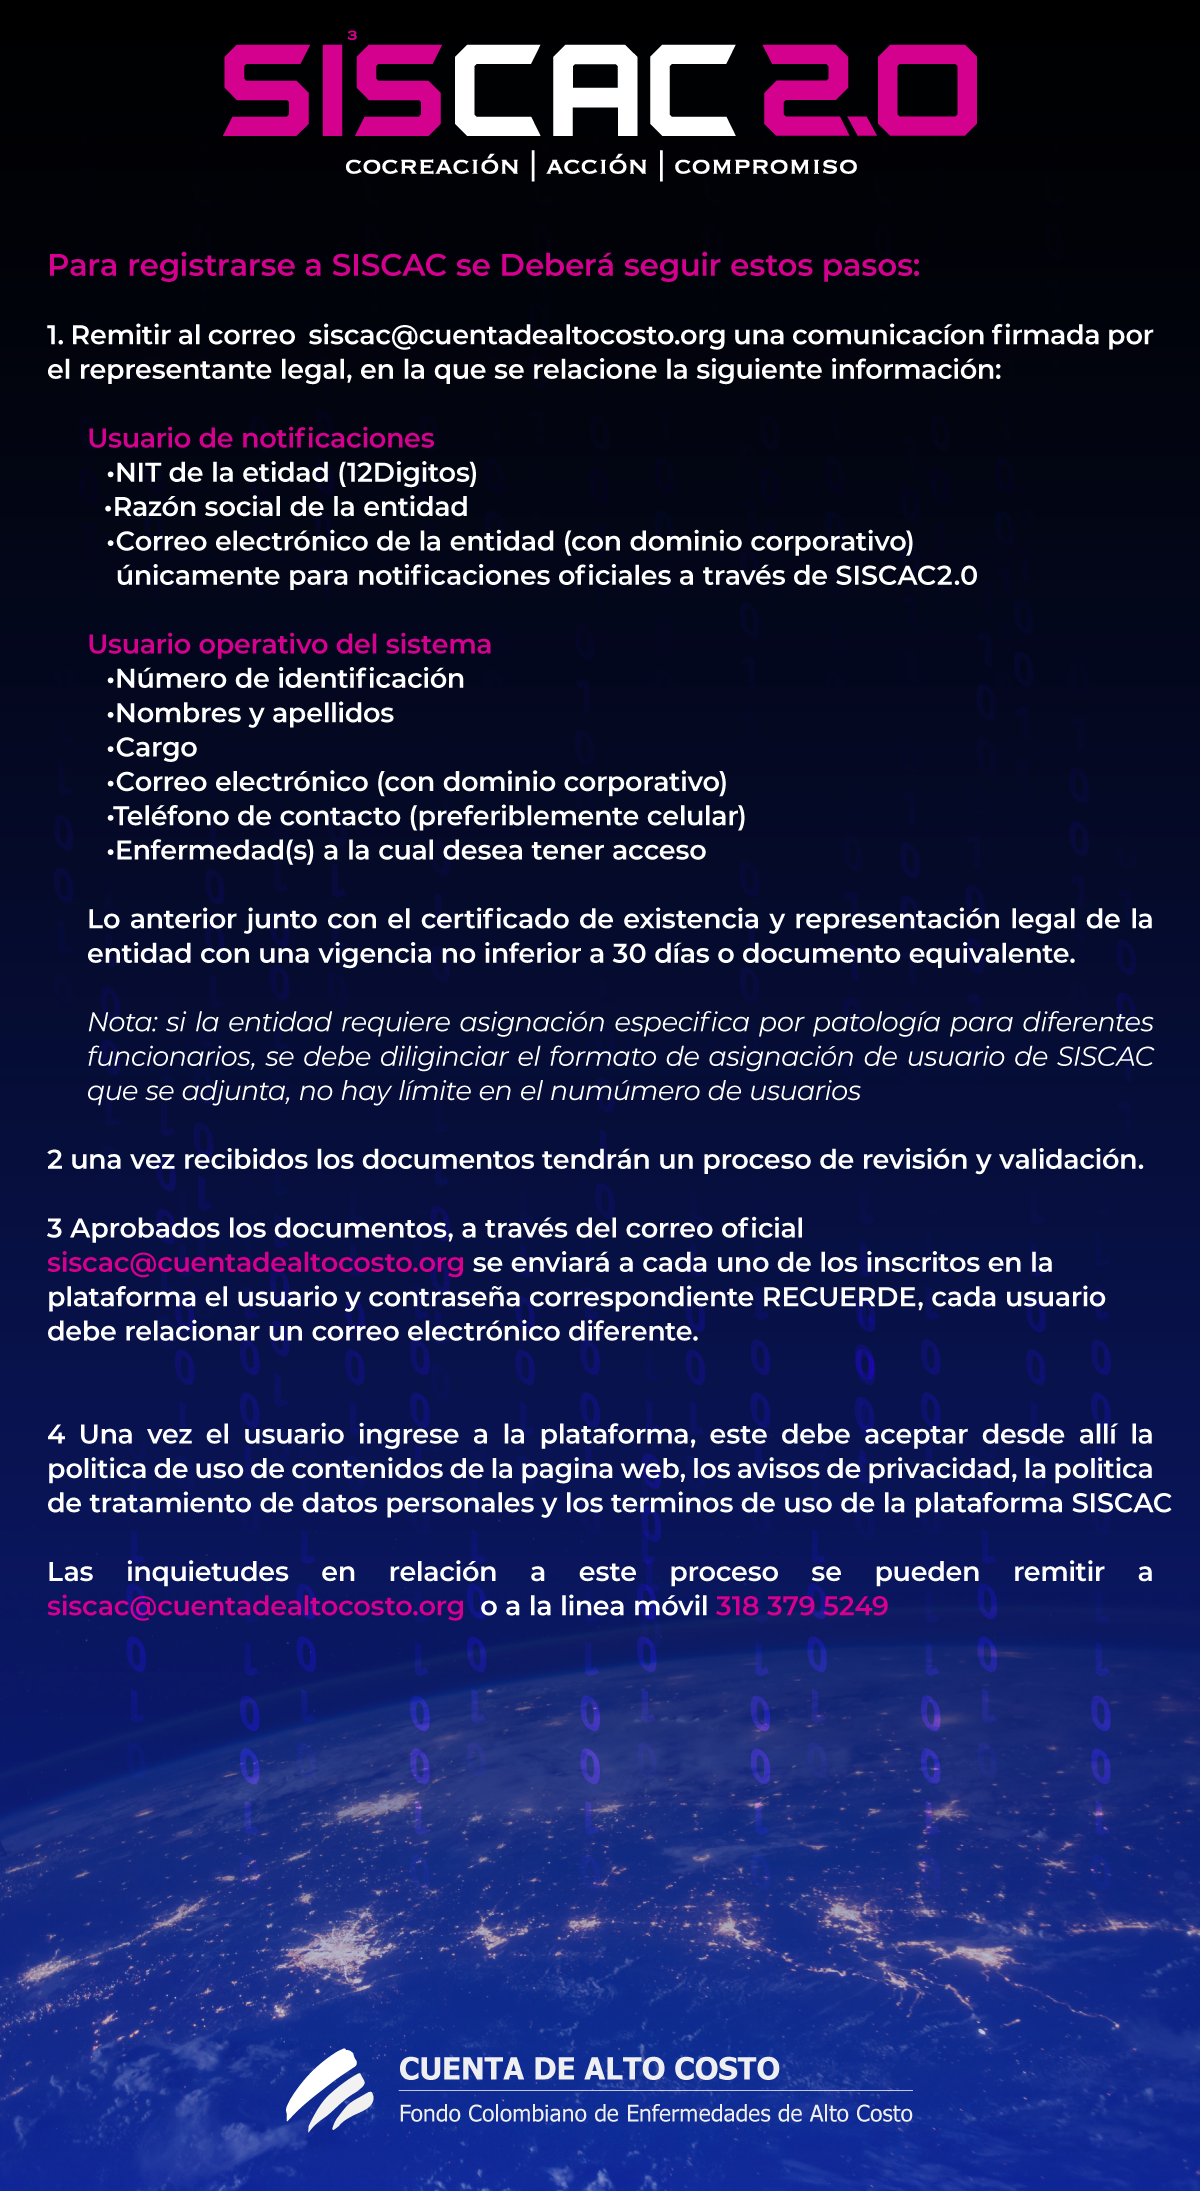 SISCAC 2.0
3
COCREACIÓN | ACCIÓN | COMPROMISO
Para registrarse a SISCAC se Deberá seguir estos pasos:
1. Remitir al correo siscac@cuentadealtocosto.org una comunicacíon firmada por
el representante legal, en la que se relacione la siguiente información:
Usuario de notificaciones
•NIT de la etidad (12Digitos)
•Razón social de la entidad
•Correo electrónico de la entidad (con dominio corporativo)
únicamente para notificaciones oficiales a través de SISCAC2.0
Usuario operativo del sistema
•Número de identificación
•Nombres y apellidos
•Cargo
•Correo electrónico (con dominio corporativo)
•Teléfono de contacto (preferiblemente celular)
•Enfermedad(s) a la cual desea tener acceso
Lo anterior junto con el certificado de existencia y representación legal de la
entidad con una vigencia no inferior a 30 días o documento equivalente.
Nota: si la entidad requiere asignación especifica por patología para diferentes
funcionarios, se debe diliginciar el formato de asignación de usuario de SISCAC
que se adjunta, no hay límite en el numúmero de usuarios
2 una vez recibidos los documentos tendrán un proceso de revisión y validación.
3 Aprobados los documentos, a través del correo oficial
siscac@cuentadealtocosto.org se enviará a cada uno de los inscritos en la
plataforma el usuario y contraseña correspondiente RECUERDE, cada usuario
debe relacionar un correo electrónico diferente.
4 Una vez el usuario ingrese a la plataforma, este debe aceptar desde allí la
politica de uso de contenidos de la pagina web, los avisos de privacidad, la politica
de tratamiento de datos personales y los terminos de uso de la plataforma SISCAC
Las inquietudes en relación a este proceso se pueden remitir a
siscac@cuentadealtocosto.org o a la linea móvil 318 379 5249
CUENTA DE ALTO COSTO
Fondo Colombiano de Enfermedades de Alto Costo